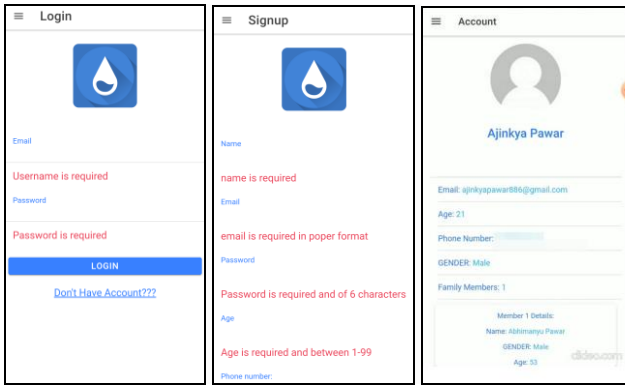 Login
Email
Username is required
Password
Password is required
LOGIN
Don't Have Account???
Signup
Name
name is required
Email
email is required in poper format
Password
Password is required and of 6 characters
Age
Age is required and between 1-99
Phone number:
Account
Ajinkya Pawar
Email: ajinkyapawar886@gmail.com
Age: 21
Phone Number:
GENDER: Male
Family Members: 1
Member 1 Details:
Name: Abhimanyu Pawar
GENDER: Male
Age: 53